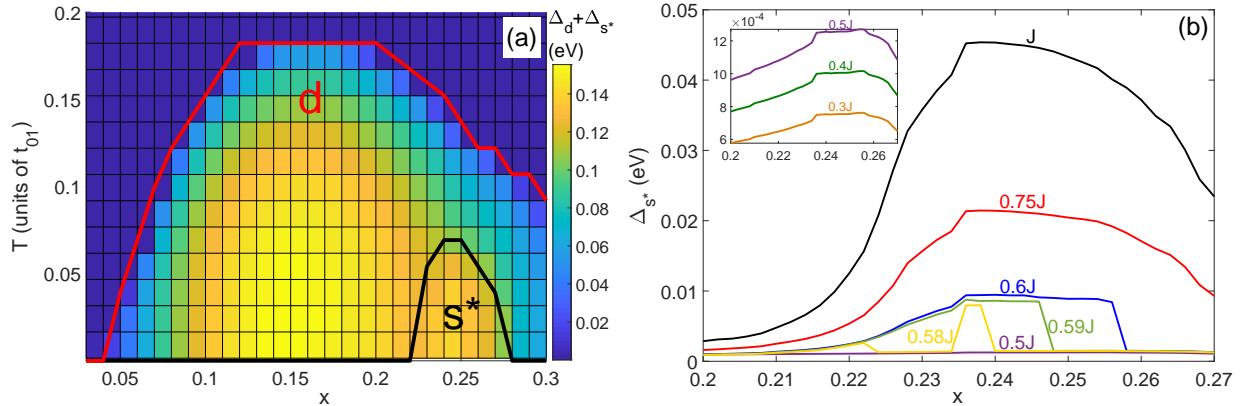 (a)
Δ_d+Δ_s*
(eV)
0.2
0.15
0.1
0.05
T (units of t_01)
d
s*
0.05
0.1
0.15
0.2
0.25
0.3
x
0.14
0.12
0.1
0.08
0.06
0.04
0.02
(b)
0.05
0.04
0.03
0.02
0.01
0
Δ_s* (eV)
×10^-4
12
10
8
6
0.5J
0.4J
0.3J
0.2
0.22
0.24
0.26
J
0.75J
0.6J
0.59J
0.58J
0.5J
0.2
0.21
0.22
0.23
0.24
0.25
0.26
0.27
x